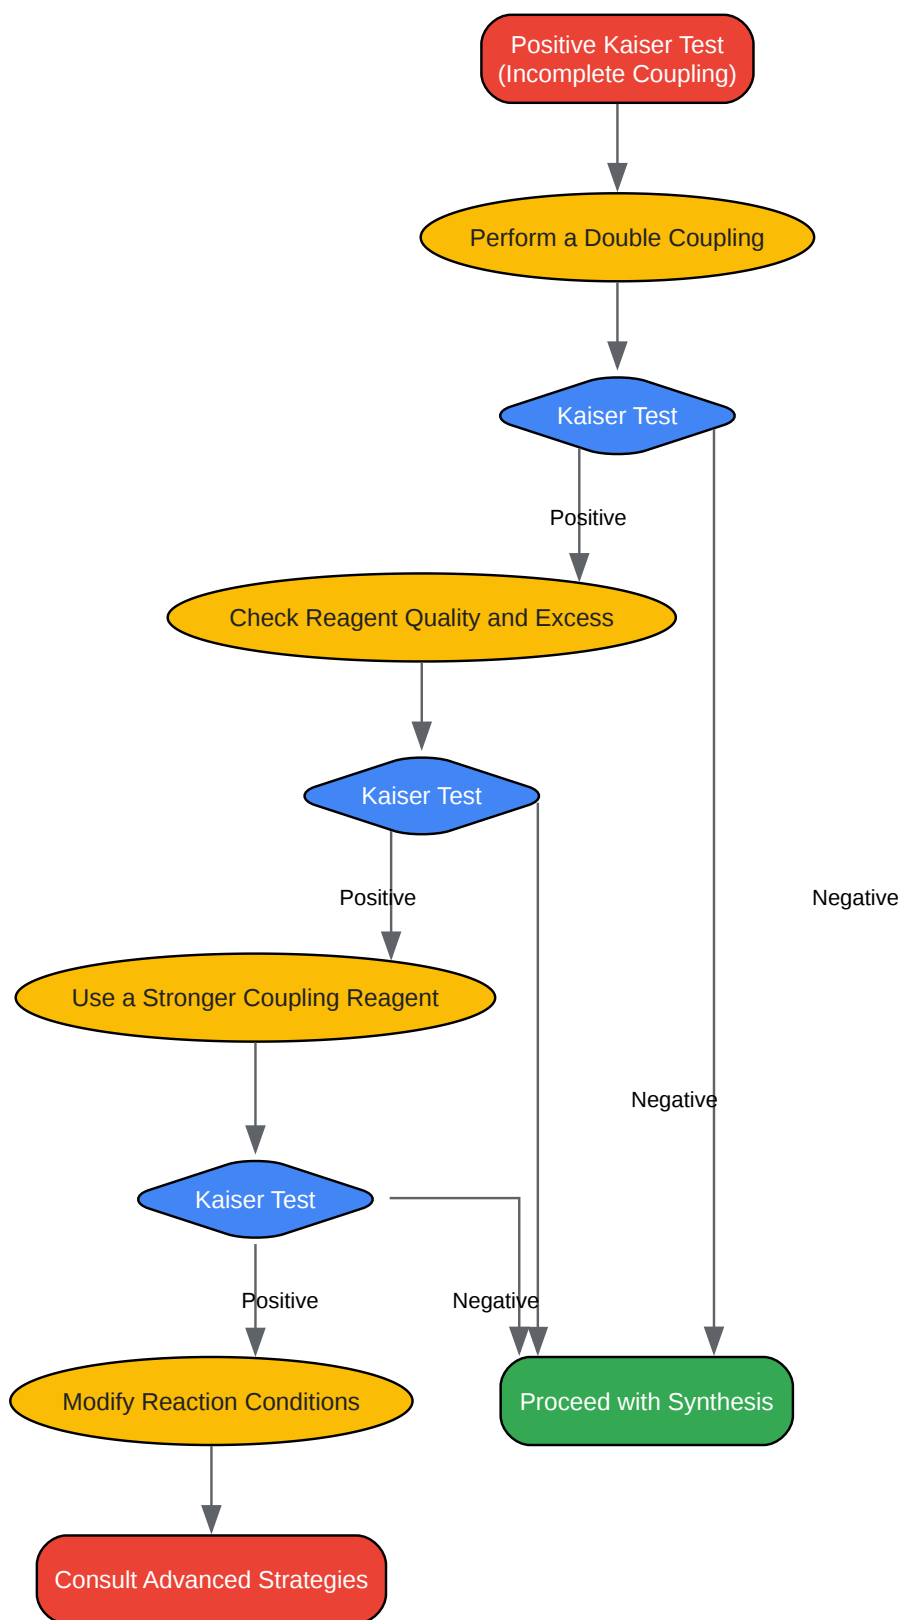 Positive Kaiser Test
(Incomplete Coupling)
Perform a Double Coupling
Kaiser Test
Positive
Check Reagent Quality and Excess
Kaiser Test
Positive
Negative
Use a Stronger Coupling Reagent
Negative
Kaiser Test
Positive
Negative
Modify Reaction Conditions
Proceed with Synthesis
Consult Advanced Strategies